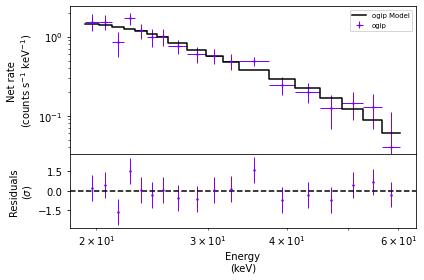 ogip Model
ogip
Net rate
(counts s⁻¹ keV⁻¹)
10⁰
10⁻¹
Residuals
(σ)
1.5
0.0
−1.5
2 × 10¹
3 × 10¹
4 × 10¹
6 × 10¹
Energy
(keV)